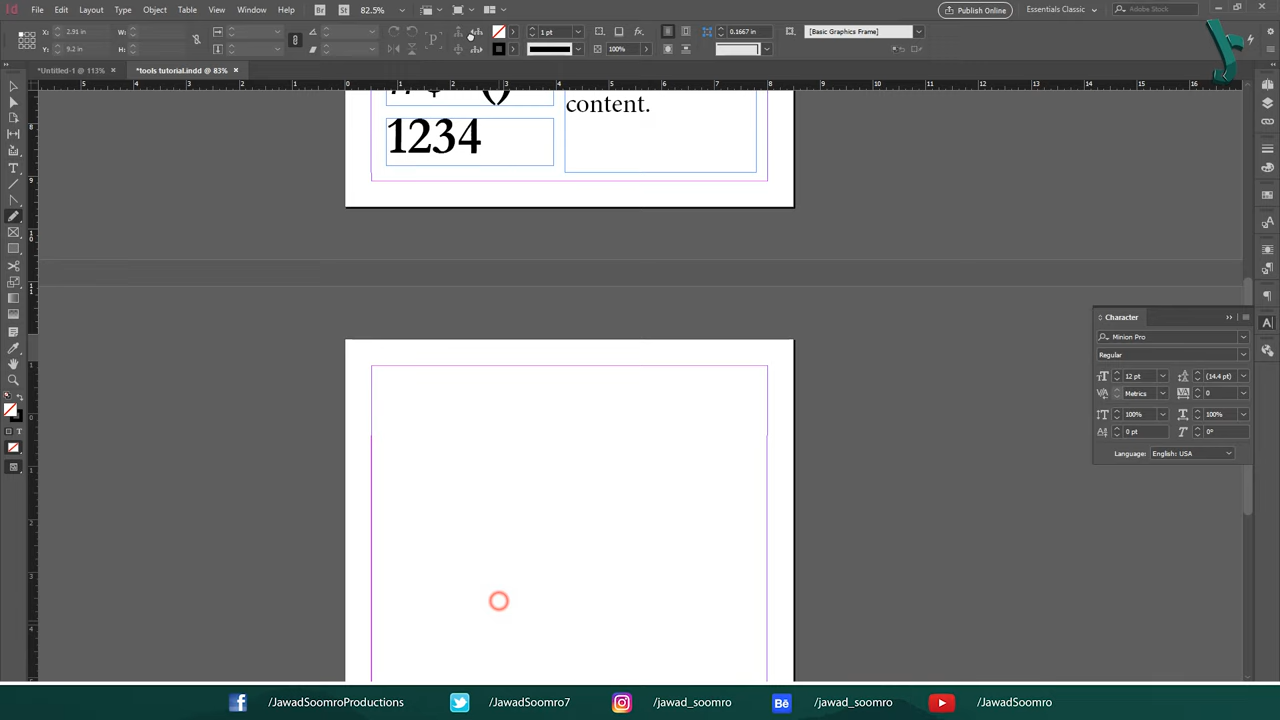 Id
File
Edit
Layout
Type
Object
Table
View
Window
Help
Br
St
82.5%
Publish Online
Essentials Classic
Adobe Stock
X: 2.91 in
Y: 9.2 in
W:
H:
1 pt
100%
0.1667 in
[Basic Graphics Frame]
*Untitled-1 @ 113% ×
*tools tutorial.indd @ 83% ×
content.
1234
Character
Minion Pro
Regular
12 pt
(14.4 pt)
Metrics
0
100%
100%
0 pt
0°
Language: English: USA
/JawadSoomroProductions
/JawadSoomro7
/jawad_soomro
/jawad_soomro
/JawadSoomro